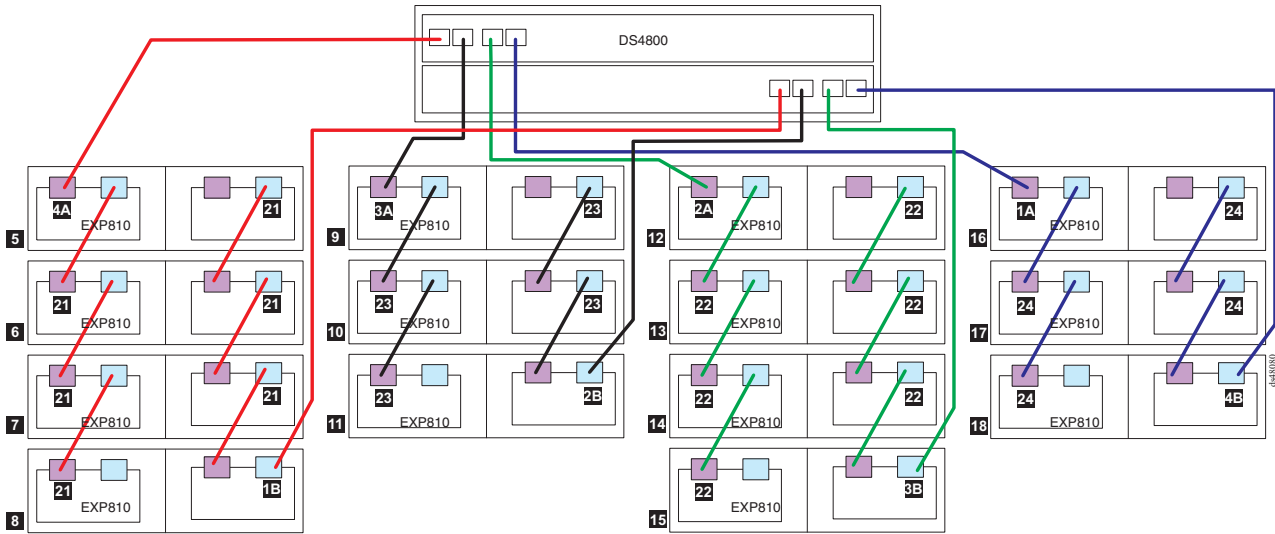 DS4800
4A 21 3A 23 2A 22 1A 24
EXP810 EXP810 EXP810 EXP810
5 9 12 16
21 21 23 23 22 22 24 24
EXP810 EXP810 EXP810 EXP810
6 10 13 17
21 21 23 2B 22 22 24 4B
EXP810 EXP810 EXP810 EXP810
7 11 14 18
21 1B 22 3B
EXP810 EXP810
8 15
ds48080